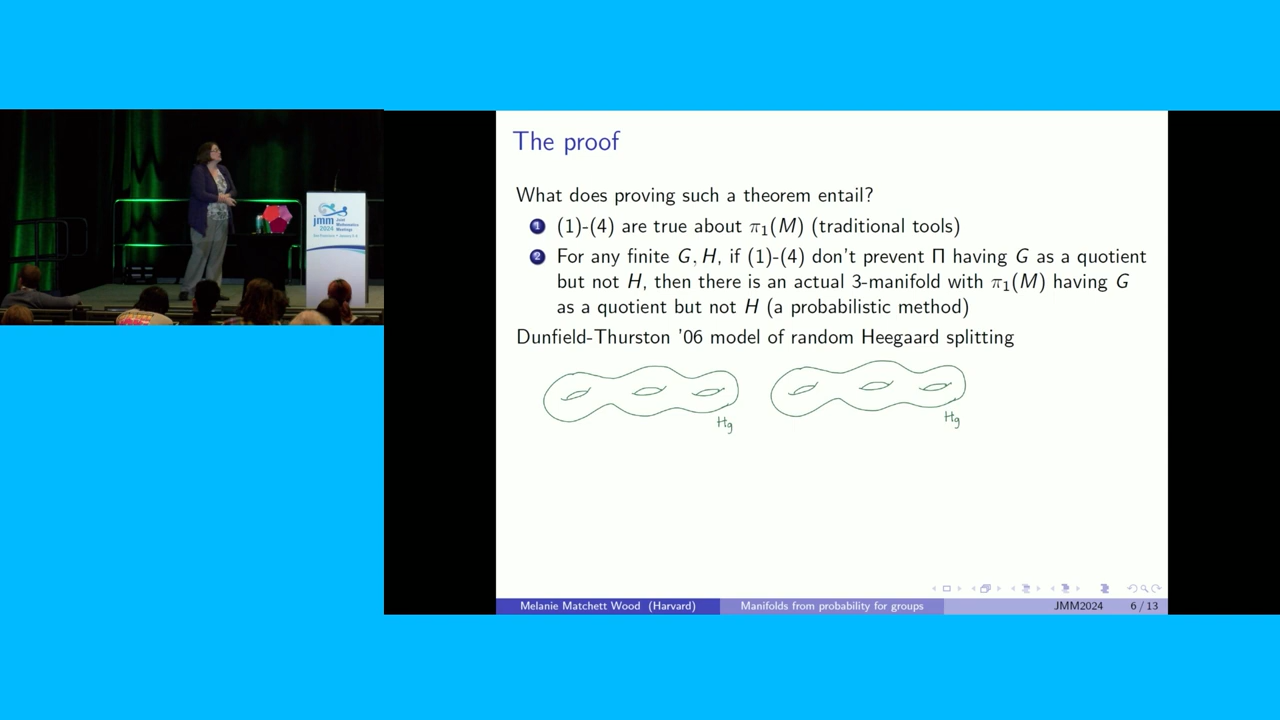 The proof
What does proving such a theorem entail?
1 (1)-(4) are true about π₁(M) (traditional tools)
2 For any finite G, H, if (1)-(4) don't prevent Π having G as a quotient
but not H, then there is an actual 3-manifold with π₁(M) having G
as a quotient but not H (a probabilistic method)
Dunfield-Thurston '06 model of random Heegaard splitting
Hg
Hg
Melanie Matchett Wood (Harvard) Manifolds from probability for groups JMM2024 6 / 13
jmm
2024
Joint
Mathematics
Meetings